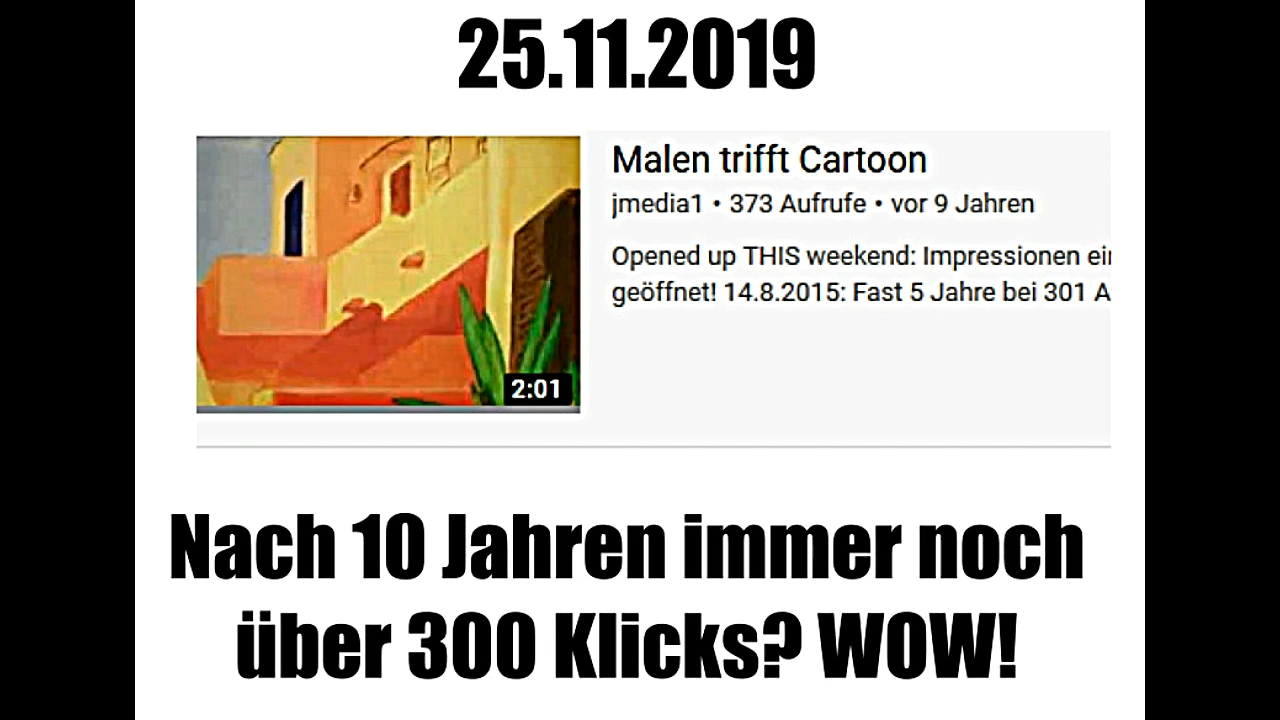 25.11.2019
Malen trifft Cartoon
jmedia1 • 373 Aufrufe • vor 9 Jahren
Opened up THIS weekend: Impressionen
geöffnet! 14.8.2015: Fast 5 Jahre bei 301 A
2:01
Nach 10 Jahren immer noch
über 300 Klicks? WOW!